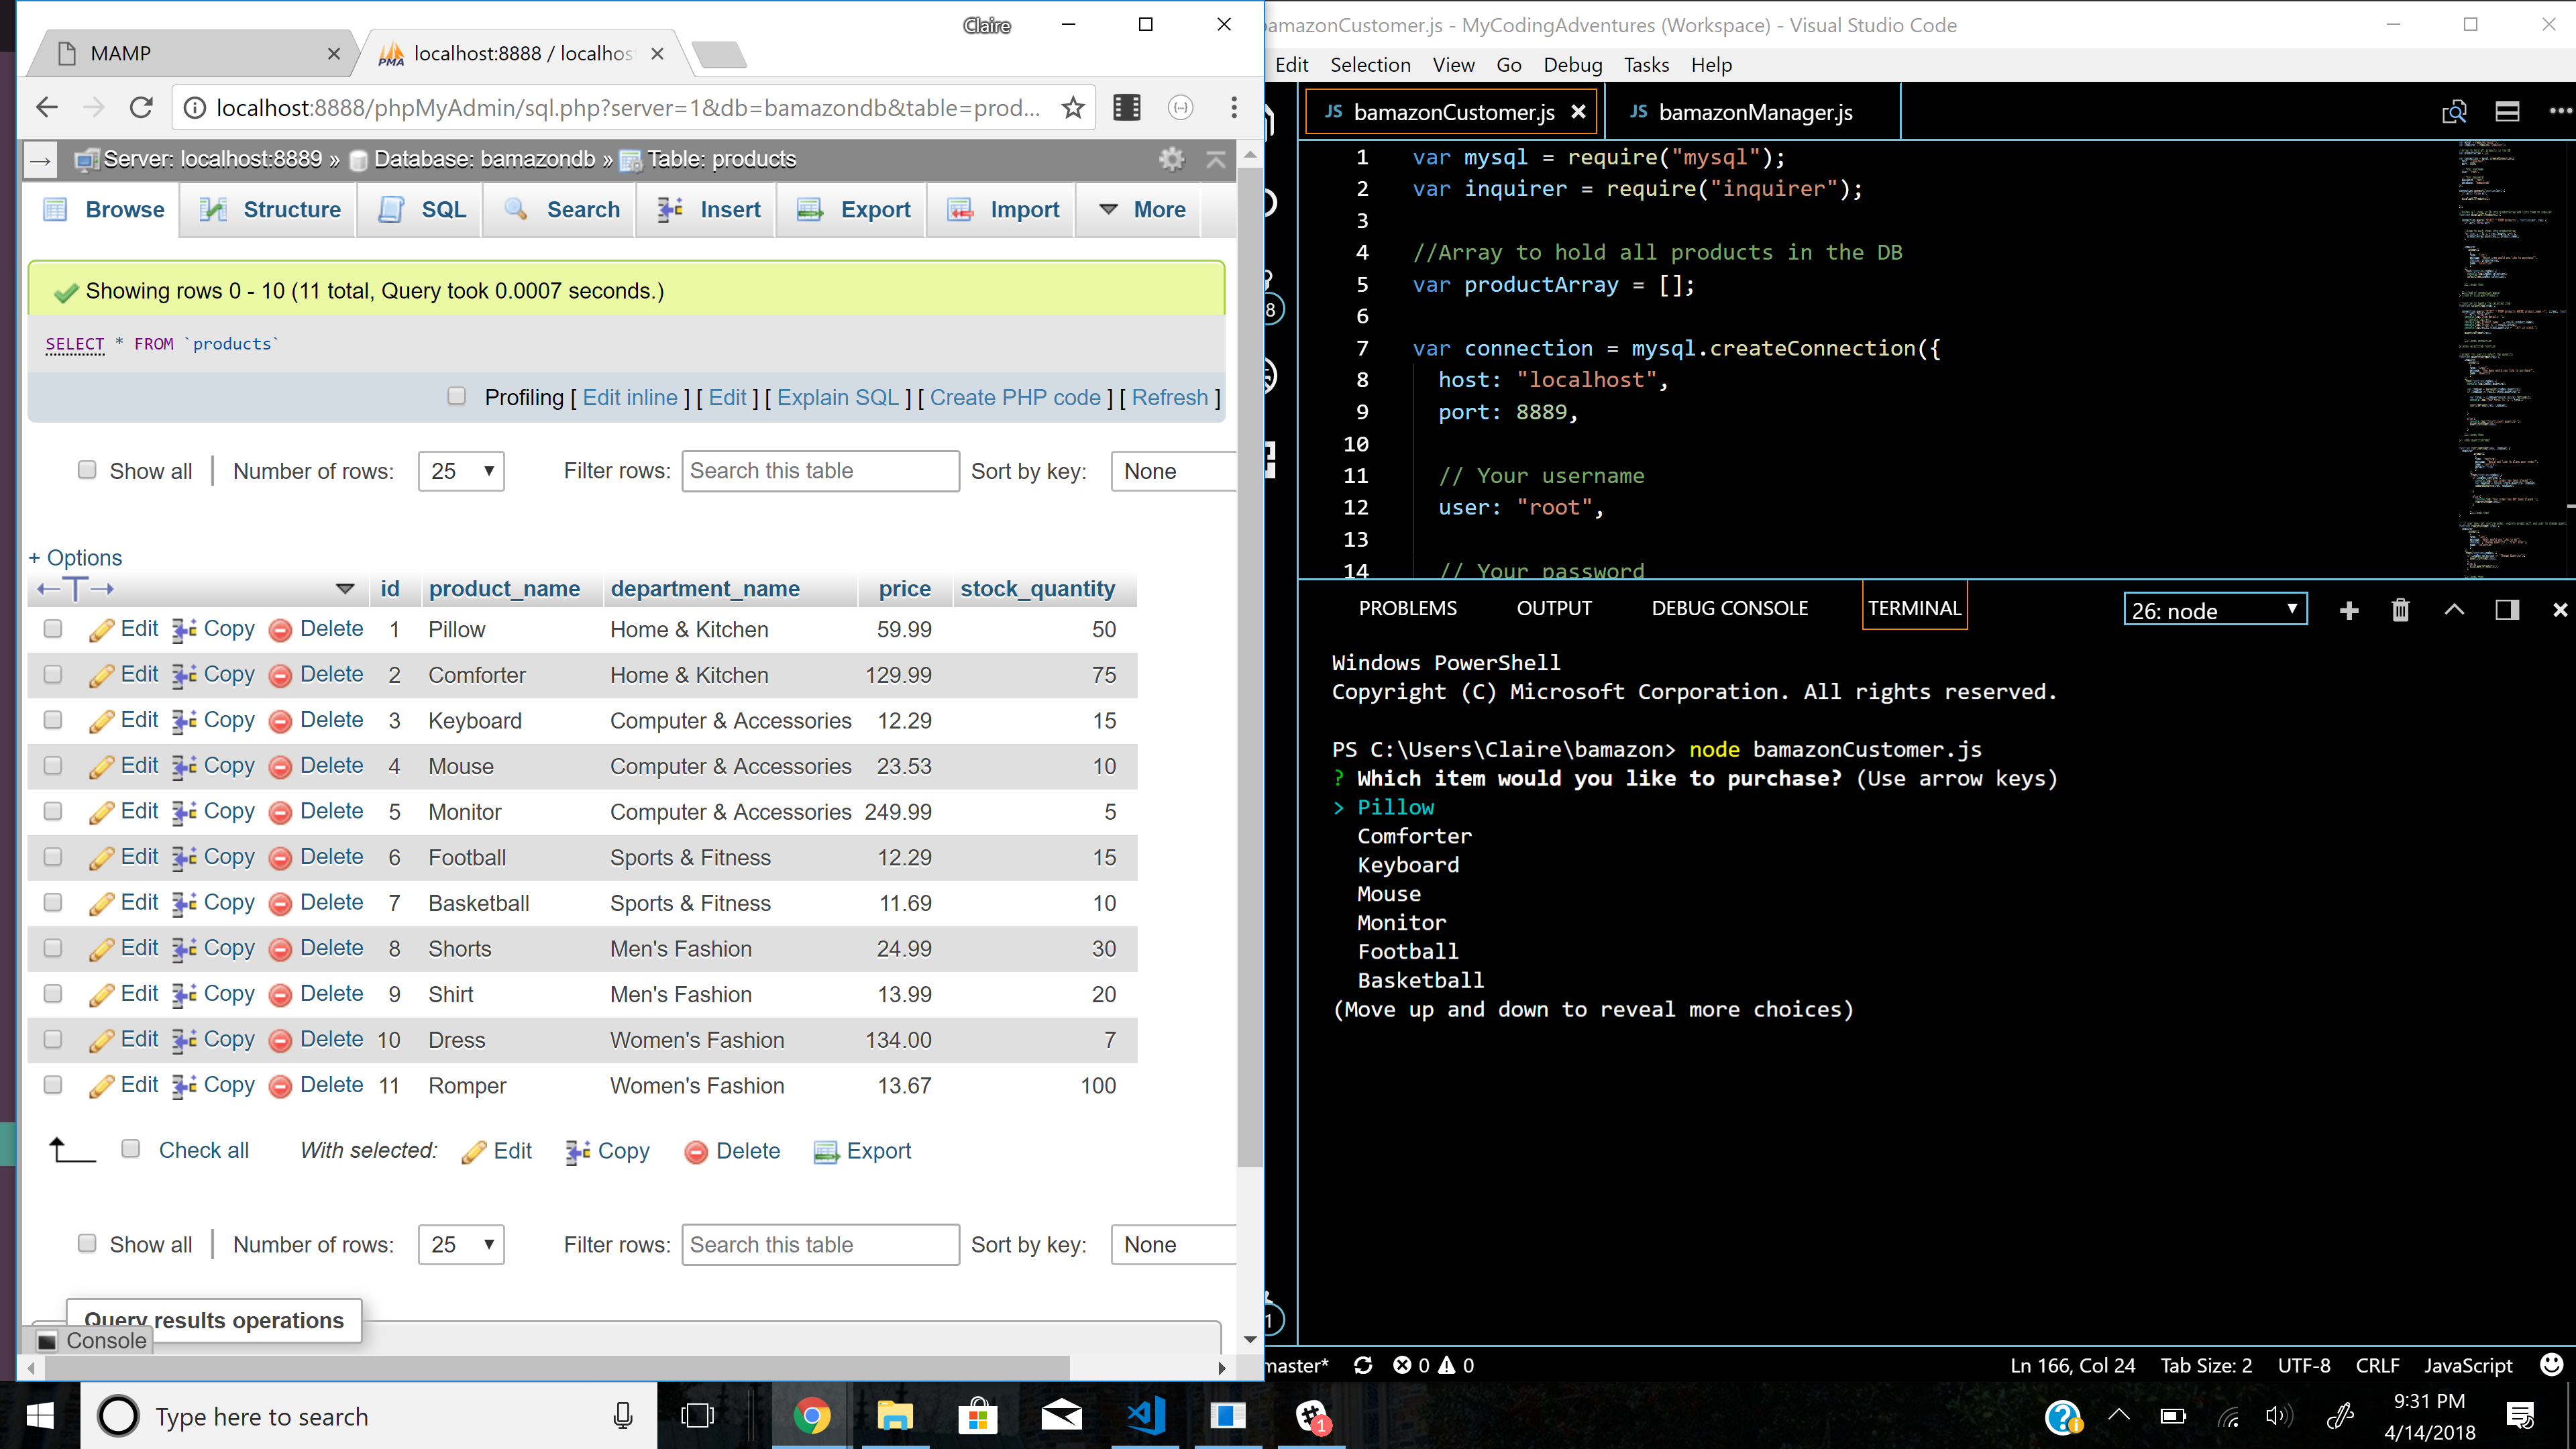 Claire
MAMP
localhost:8888 / localhos
localhost:8888/phpMyAdmin/sql.php?server=1&db=bamazondb&table=prod...
Server: localhost:8889 » Database: bamazondb » Table: products
Browse Structure SQL Search Insert Export Import More
Showing rows 0 - 10 (11 total, Query took 0.0007 seconds.)
SELECT * FROM `products`
Profiling [ Edit inline ] [ Edit ] [ Explain SQL ] [ Create PHP code ] [ Refresh ]
Show all Number of rows: 25 Filter rows: Search this table Sort by key: None
+ Options
id product_name department_name price stock_quantity
Edit Copy Delete 1 Pillow Home & Kitchen 59.99 50
Edit Copy Delete 2 Comforter Home & Kitchen 129.99 75
Edit Copy Delete 3 Keyboard Computer & Accessories 12.29 15
Edit Copy Delete 4 Mouse Computer & Accessories 23.53 10
Edit Copy Delete 5 Monitor Computer & Accessories 249.99 5
Edit Copy Delete 6 Football Sports & Fitness 12.29 15
Edit Copy Delete 7 Basketball Sports & Fitness 11.69 10
Edit Copy Delete 8 Shorts Men's Fashion 24.99 30
Edit Copy Delete 9 Shirt Men's Fashion 13.99 20
Edit Copy Delete 10 Dress Women's Fashion 134.00 7
Edit Copy Delete 11 Romper Women's Fashion 13.67 100
Check all With selected: Edit Copy Delete Export
Show all Number of rows: 25 Filter rows: Search this table Sort by key: None
Query results operations
Console
bamazonCustomer.js - MyCodingAdventures (Workspace) - Visual Studio Code
Edit Selection View Go Debug Tasks Help
JS bamazonCustomer.js JS bamazonManager.js
8
1
1 var mysql = require("mysql");
2 var inquirer = require("inquirer");
3
4 //Array to hold all products in the DB
5 var productArray = [];
6
7 var connection = mysql.createConnection({
8 host: "localhost",
9 port: 8889,
10
11 // Your username
12 user: "root",
13
14 // Your password
PROBLEMS OUTPUT DEBUG CONSOLE TERMINAL 26: node
Windows PowerShell
Copyright (C) Microsoft Corporation. All rights reserved.
PS C:\Users\Claire\bamazon> node bamazonCustomer.js
? Which item would you like to purchase? (Use arrow keys)
> Pillow
Comforter
Keyboard
Mouse
Monitor
Football
Basketball
(Move up and down to reveal more choices)
master* 0 0 Ln 166, Col 24 Tab Size: 2 UTF-8 CRLF JavaScript
Type here to search
1
9:31 PM
4/14/2018